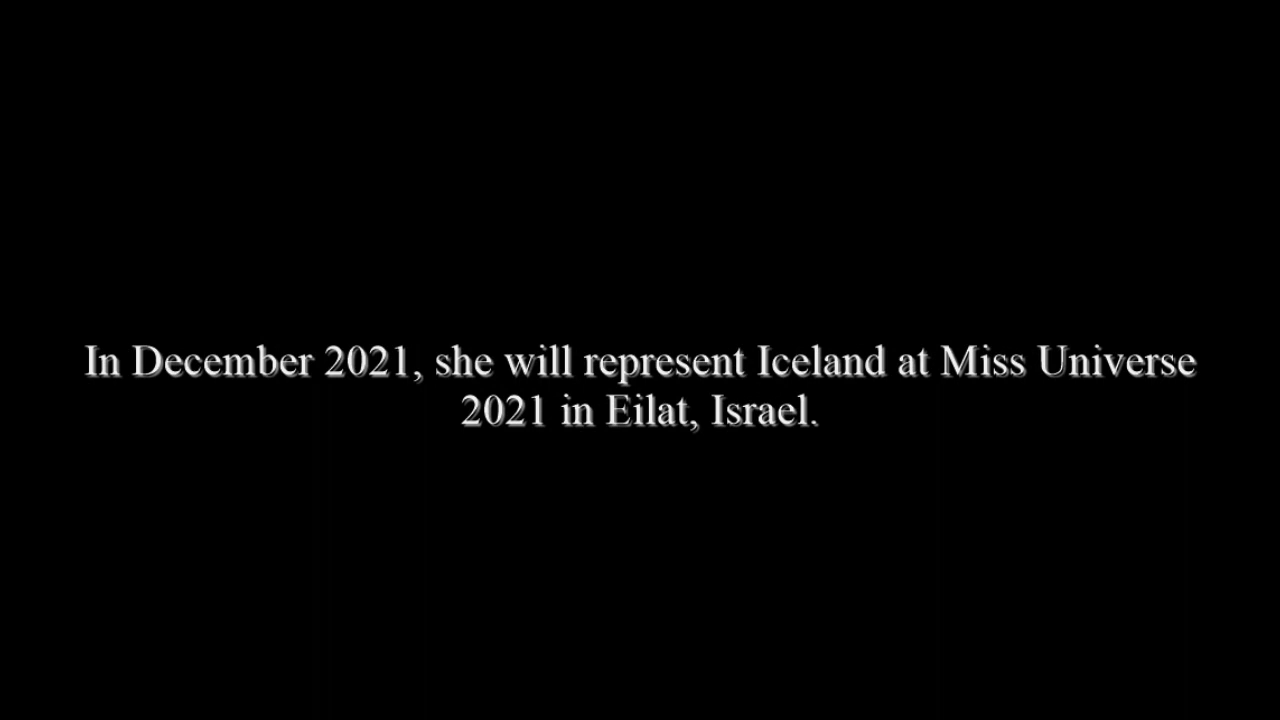 In December 2021, she will represent Iceland at Miss Universe
2021 in Eilat, Israel.